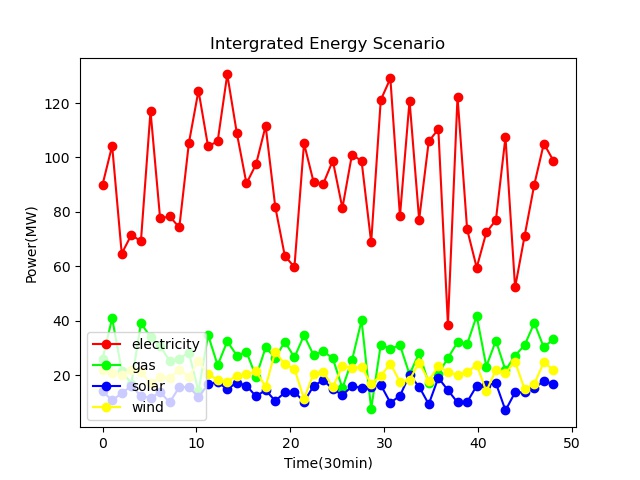 Intergrated Energy Scenario
Power(MW)
120
100
80
60
40
20
electricity
gas
solar
wind
0
10
20
30
40
50
Time(30min)